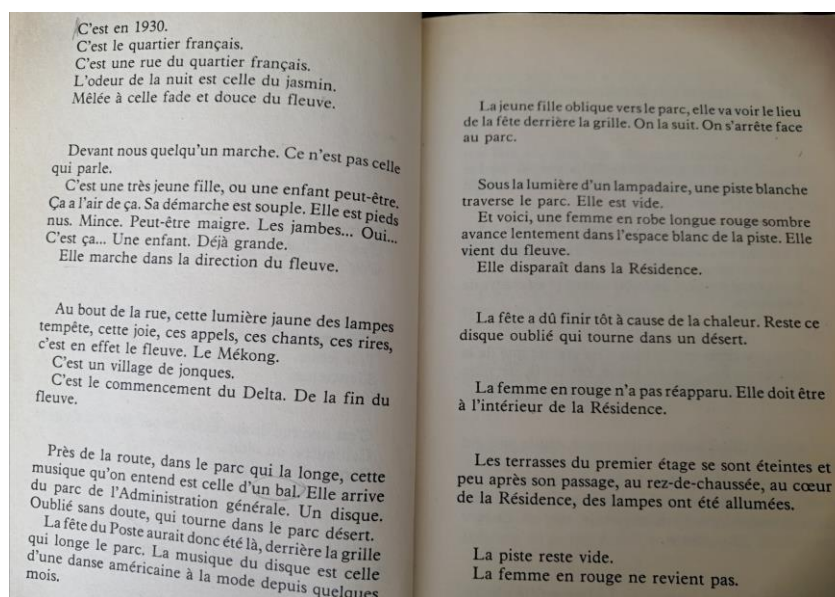 C'est en 1930.
C'est le quartier français.
C'est une rue du quartier français.
L'odeur de la nuit est celle du jasmin.
Mêlée à celle fade et douce du fleuve.
Devant nous quelqu'un marche. Ce n'est pas celle
qui parle.
C'est une très jeune fille, ou une enfant peut-être.
Ça a l'air de ça. Sa démarche est souple. Elle est pieds
nus. Mince. Peut-être maigre. Les jambes... Oui...
C'est ça... Une enfant. Déjà grande.
Elle marche dans la direction du fleuve.
Au bout de la rue, cette lumière jaune des lampes
tempête, cette joie, ces appels, ces chants, ces rires,
c'est en effet le fleuve. Le Mékong.
C'est un village de jonques.
C'est le commencement du Delta. De la fin du
fleuve.
Près de la route, dans le parc qui la longe, cette
musique qu'on entend est celle d'un bal. Elle arrive
du parc de l'Administration générale. Un disque.
Oublié sans doute, qui tourne dans le parc désert.
La fête du Poste aurait donc été là, derrière la grille
qui longe le parc. La musique du disque est celle
d'une danse américaine à la mode depuis quelques
mois.
La jeune fille oblique vers le parc, elle va voir le lieu
de la fête derrière la grille. On la suit. On s'arrête face
au parc.
Sous la lumière d'un lampadaire, une piste blanche
traverse le parc. Elle est vide.
Et voici, une femme en robe longue rouge sombre
avance lentement dans l'espace blanc de la piste. Elle
vient du fleuve.
Elle disparaît dans la Résidence.
La fête a dû finir tôt à cause de la chaleur. Reste ce
disque oublié qui tourne dans un désert.
La femme en rouge n'a pas réapparu. Elle doit être
à l'intérieur de la Résidence.
Les terrasses du premier étage se sont éteintes et
peu après son passage, au rez-de-chaussée, au cœur
de la Résidence, des lampes ont été allumées.
La piste reste vide.
La femme en rouge ne revient pas.